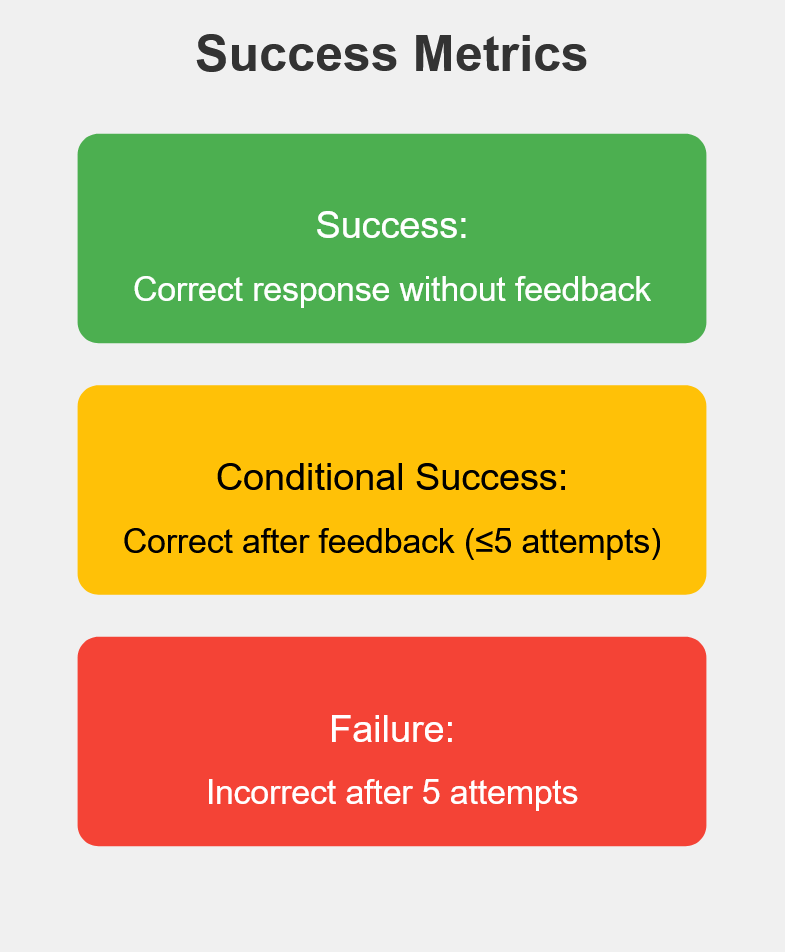 Success Metrics
Success:
Correct response without feedback
Conditional Success:
Correct after feedback (≤5 attempts)
Failure:
Incorrect after 5 attempts